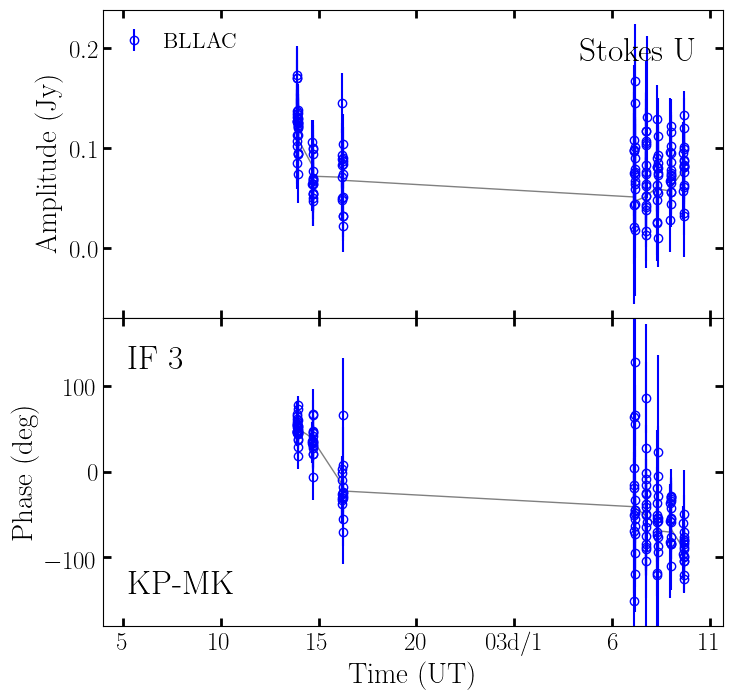 BLLAC
Stokes U
0.2
0.1
0.0
Amplitude (Jy)
IF 3
100
0
−100
Phase (deg)
KP-MK
5 10 15 20 03d/1 6 11
Time (UT)